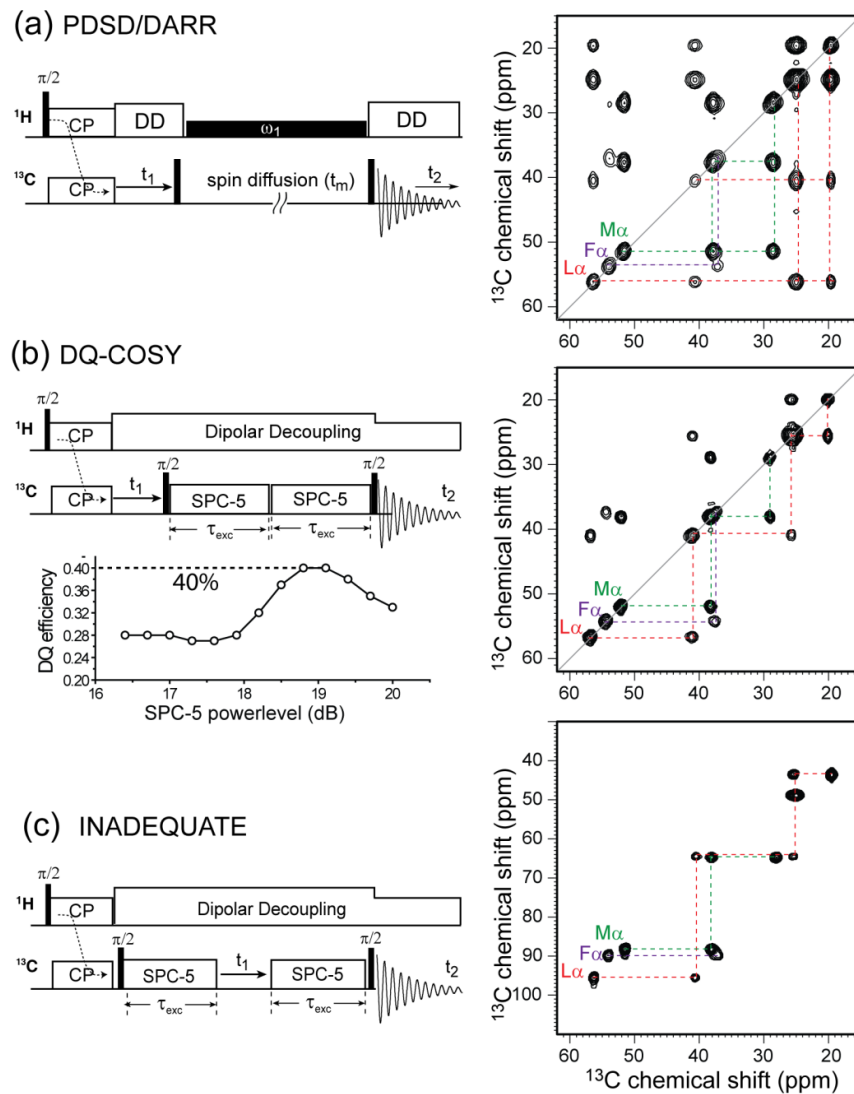 (a) PDSD/DARR
π/2
¹H
CP
DD
ω₁
DD
¹³C
CP
t₁
spin diffusion (tₘ)
t₂
¹³C chemical shift (ppm)
20
30
40
50
60
Mα
Fα
Lα
60 50 40 30 20
(b) DQ-COSY
π/2
¹H
CP
Dipolar Decoupling
π/2
π/2
¹³C
CP
t₁
SPC-5
SPC-5
t₂
τexc
τexc
DQ efficiency
0.40
0.36
0.32
0.28
0.24
0.20
40%
16 17 18 19 20
SPC-5 powerlevel (dB)
¹³C chemical shift (ppm)
20
30
40
50
60
Mα
Fα
Lα
60 50 40 30 20
(c) INADEQUATE
π/2
¹H
CP
Dipolar Decoupling
π/2
π/2
¹³C
CP
SPC-5
t₁
SPC-5
t₂
τexc
τexc
¹³C chemical shift (ppm)
40
50
60
70
80
90
100
Mα
Fα
Lα
60 50 40 30 20
¹³C chemical shift (ppm)